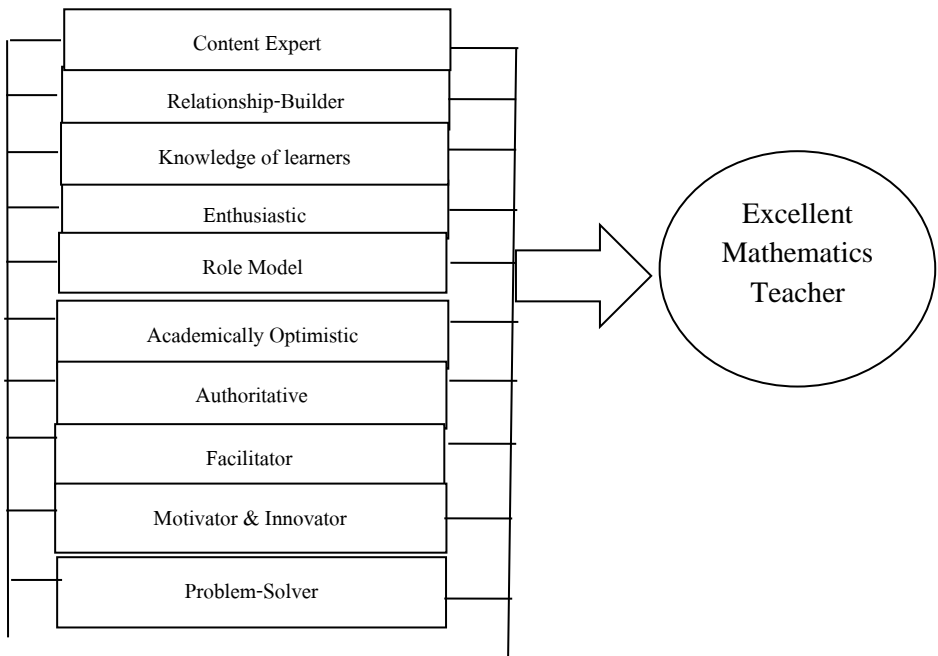 Content Expert
Relationship-Builder
Knowledge of learners
Enthusiastic
Role Model
Academically Optimistic
Authoritative
Facilitator
Motivator & Innovator
Problem-Solver
Excellent
Mathematics
Teacher